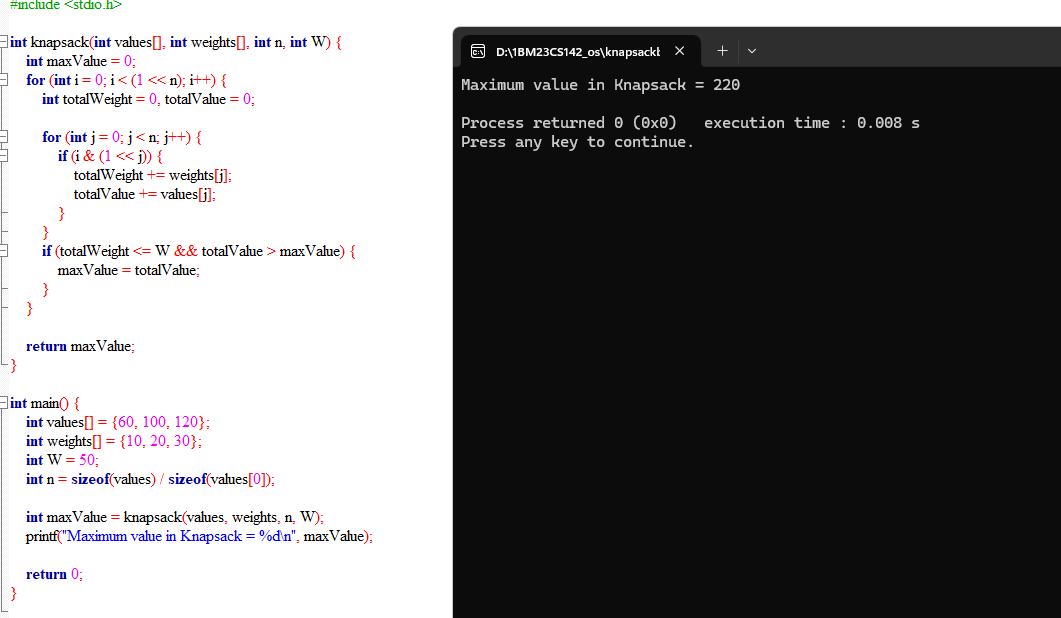 #include <stdio.h>
int knapsack(int values[], int weights[], int n, int W) {
int maxValue = 0;
for (int i = 0; i < (1 << n); i++) {
int totalWeight = 0, totalValue = 0;
for (int j = 0; j < n; j++) {
if (i & (1 << j)) {
totalWeight += weights[j];
totalValue += values[j];
}
}
if (totalWeight <= W && totalValue > maxValue) {
maxValue = totalValue;
}
}
return maxValue;
}
int main() {
int values[] = {60, 100, 120};
int weights[] = {10, 20, 30};
int W = 50;
int n = sizeof(values) / sizeof(values[0]);
int maxValue = knapsack(values, weights, n, W);
printf("Maximum value in Knapsack = %d\n", maxValue);
return 0;
}
D:\1BM23CS142_os\knapsackt
Maximum value in Knapsack = 220
Process returned 0 (0x0)   execution time : 0.008 s
Press any key to continue.